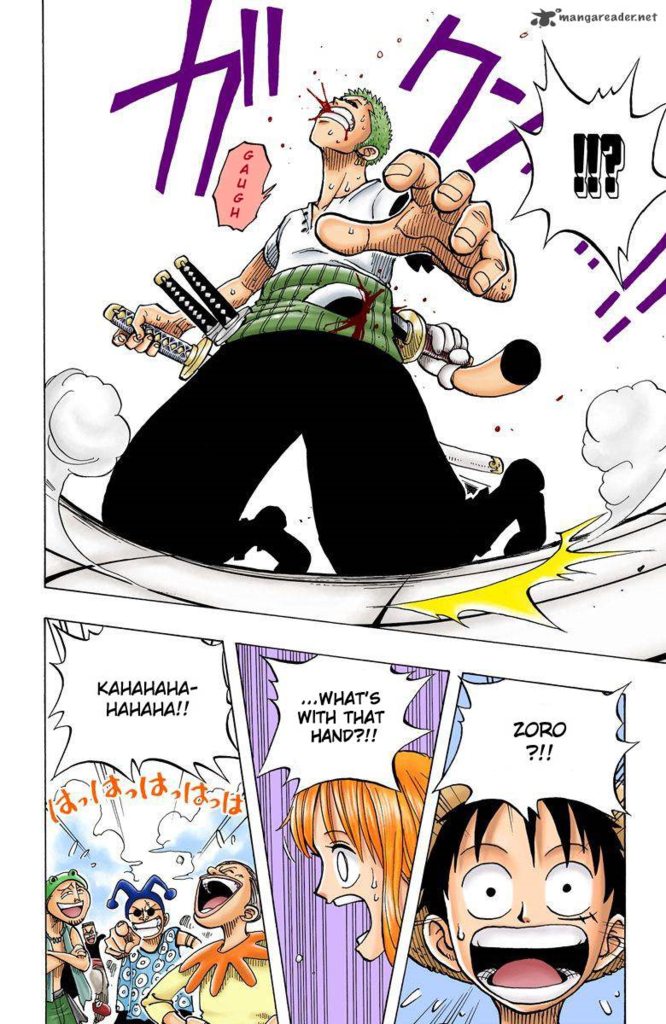 mangareader.net
ガクン
!!
!!?
GAUGH
KAHAHAHA-
HAHAHA!!
はっはっはっはっは
...WHAT'S
WITH THAT
HAND?!!
ZORO
?!!